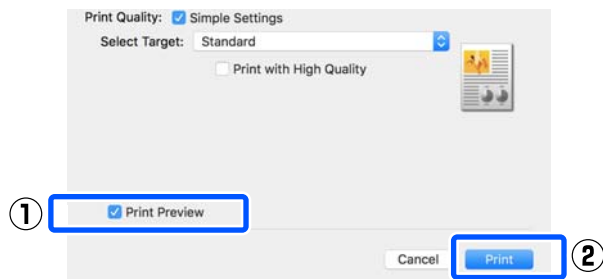 Print Quality: Simple Settings
Select Target: Standard
Print with High Quality
① Print Preview
Cancel Print ②